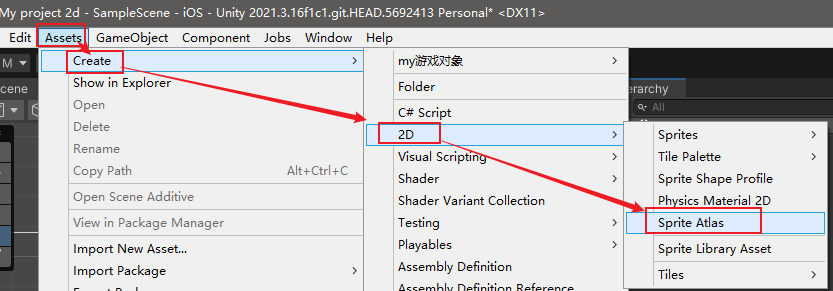 My project 2d - SampleScene - iOS - Unity 2021.3.16f1c1.git.HEAD.5692413 Personal* <DX11>
Edit Assets GameObject Component Jobs Window Help
M
Create
Show in Explorer
Open
Delete
Rename
Copy Path Alt+Ctrl+C
Open Scene Additive
View in Package Manager
Import New Asset...
Import Package
my游戏对象
Folder
C# Script
2D
Visual Scripting
Shader
Shader Variant Collection
Testing
Playables
Assembly Definition
Assembly Definition Reference
Sprites
Tile Palette
Sprite Shape Profile
Physics Material 2D
Sprite Atlas
Sprite Library Asset
Tiles
cene
erarchy
All